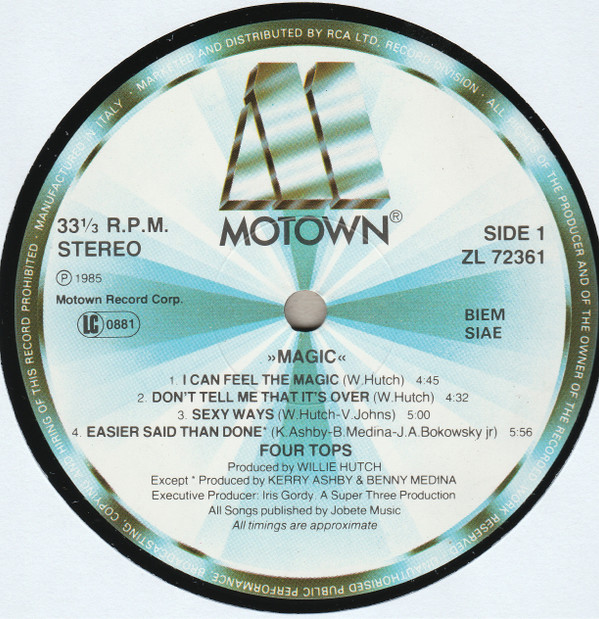 MANUFACTURED IN ITALY · MARKETED AND DISTRIBUTED BY RCA LTD. RECORD DIVISION · ALL RIGHTS OF THE PRODUCER AND OF THE OWNER OF THE RECORDED WORK RESERVED. UNAUTHORISED PUBLIC PERFORMANCE, BROADCASTING, COPYING AND HIRING OF THIS RECORD PROHIBITED ·
MOTOWN®
33⅓ R.P.M.
STEREO
SIDE 1
ZL 72361
Ⓟ 1985
Motown Record Corp.
LC 0881
BIEM
SIAE
»MAGIC«
1. I CAN FEEL THE MAGIC (W.Hutch) 4:45
2. DON'T TELL ME THAT IT'S OVER (W.Hutch) 4:32
3. SEXY WAYS (W.Hutch-V.Johns) 5:00
4. EASIER SAID THAN DONE* (K.Ashby-B.Medina-J.A.Bokowsky jr) 5:56
FOUR TOPS
Produced by WILLIE HUTCH
Except * Produced by KERRY ASHBY & BENNY MEDINA
Executive Producer: Iris Gordy. A Super Three Production
All Songs published by Jobete Music
All timings are approximate